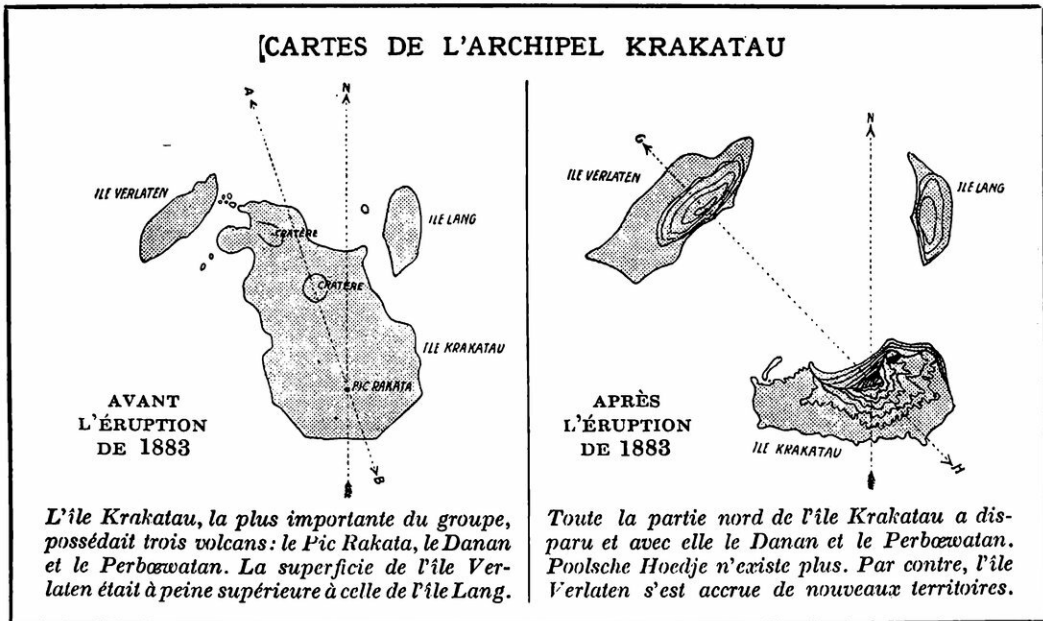 [CARTES DE L'ARCHIPEL KRAKATAU
A
N
ILE VERLATEN
CRATÈRE
ILE LANG
CRATÈRE
ILE KRAKATAU
PIC RAKATA
AVANT
L'ÉRUPTION
DE 1883
B
L'île Krakatau, la plus importante du groupe,
possédait trois volcans: le Pic Rakata, le Danan
et le Perbœwatan. La superficie de l'île Ver-
laten était à peine supérieure à celle de l'île Lang.
N
G
ILE VERLATEN
ILE LANG
APRÈS
L'ÉRUPTION
DE 1883
ILE KRAKATAU
H
Toute la partie nord de l'île Krakatau a dis-
paru et avec elle le Danan et le Perbœwatan.
Poolsche Hoedje n'existe plus. Par contre, l'île
Verlaten s'est accrue de nouveaux territoires.